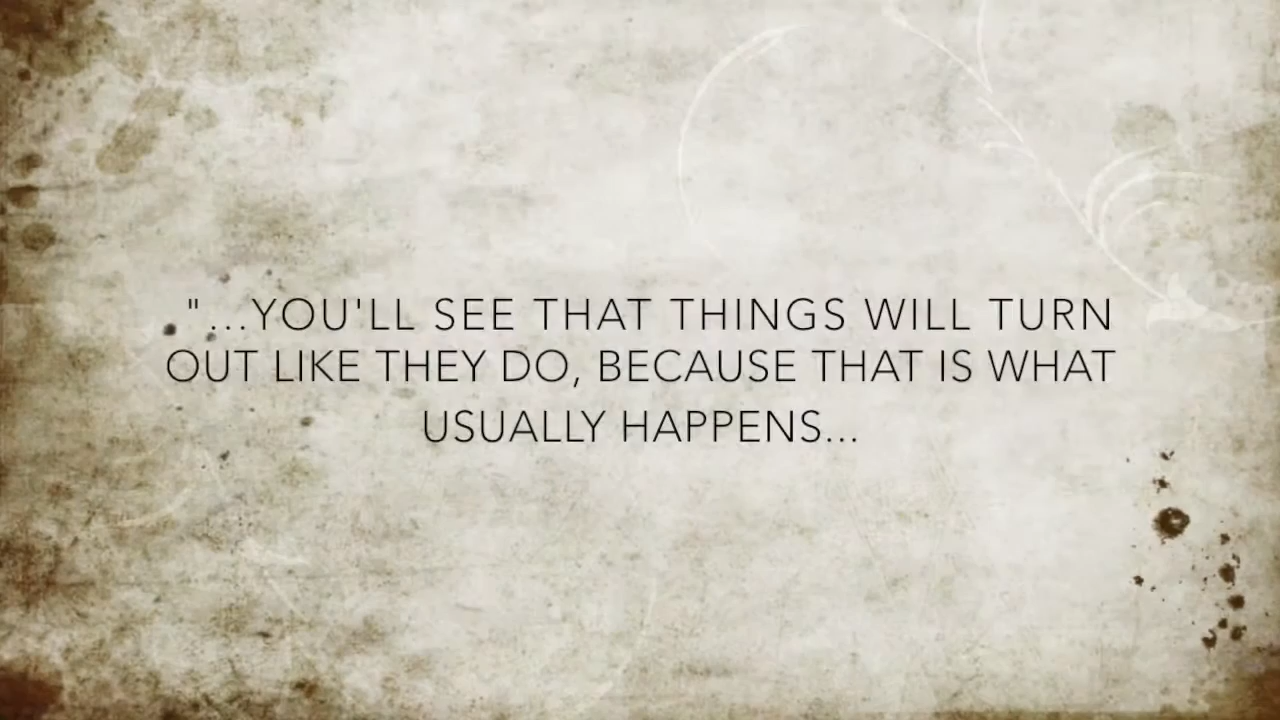 "...YOU'LL SEE THAT THINGS WILL TURN
OUT LIKE THEY DO, BECAUSE THAT IS WHAT
USUALLY HAPPENS...